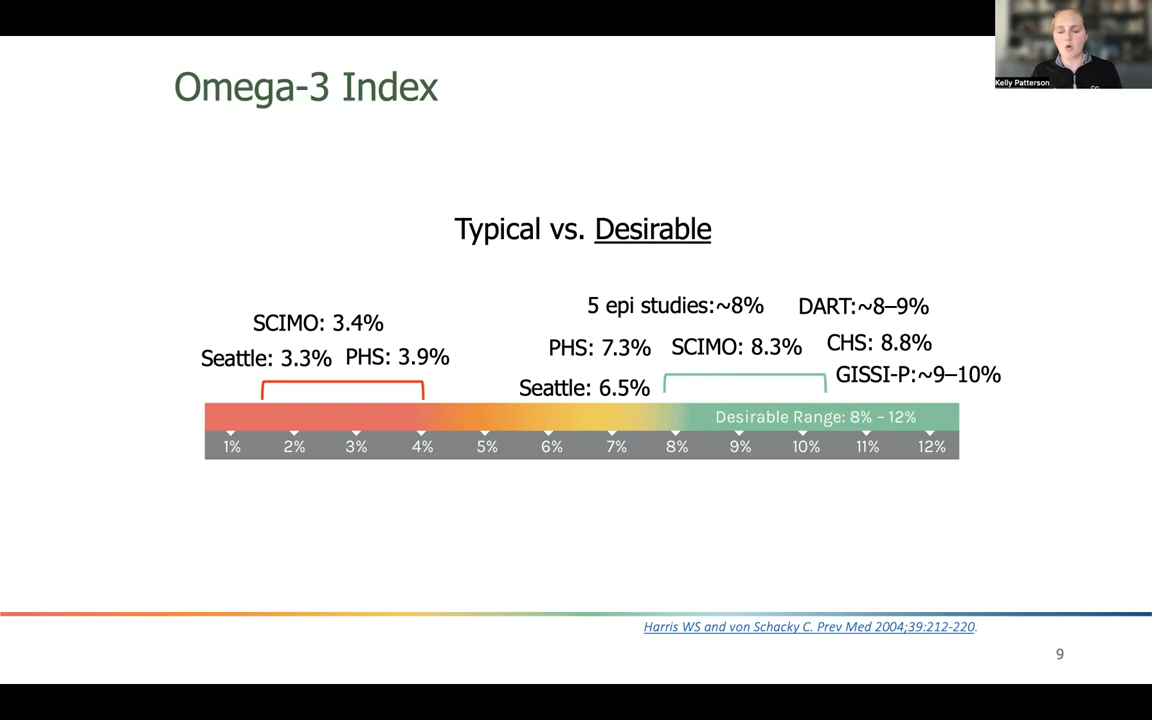 Omega-3 Index
Kelly Patterson
Typical vs. Desirable
5 epi studies:~8%
DART:~8–9%
SCIMO: 3.4%
PHS: 7.3%
SCIMO: 8.3%
CHS: 8.8%
Seattle: 3.3%
PHS: 3.9%
GISSI-P:~9–10%
Seattle: 6.5%
Desirable Range: 8% – 12%
1% 2% 3% 4% 5% 6% 7% 8% 9% 10% 11% 12%
Harris WS and von Schacky C. Prev Med 2004;39:212-220.
9